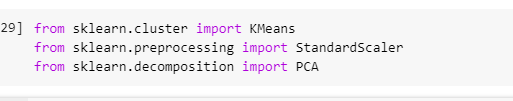 29] from sklearn.cluster import KMeans
from sklearn.preprocessing import StandardScaler
from sklearn.decomposition import PCA